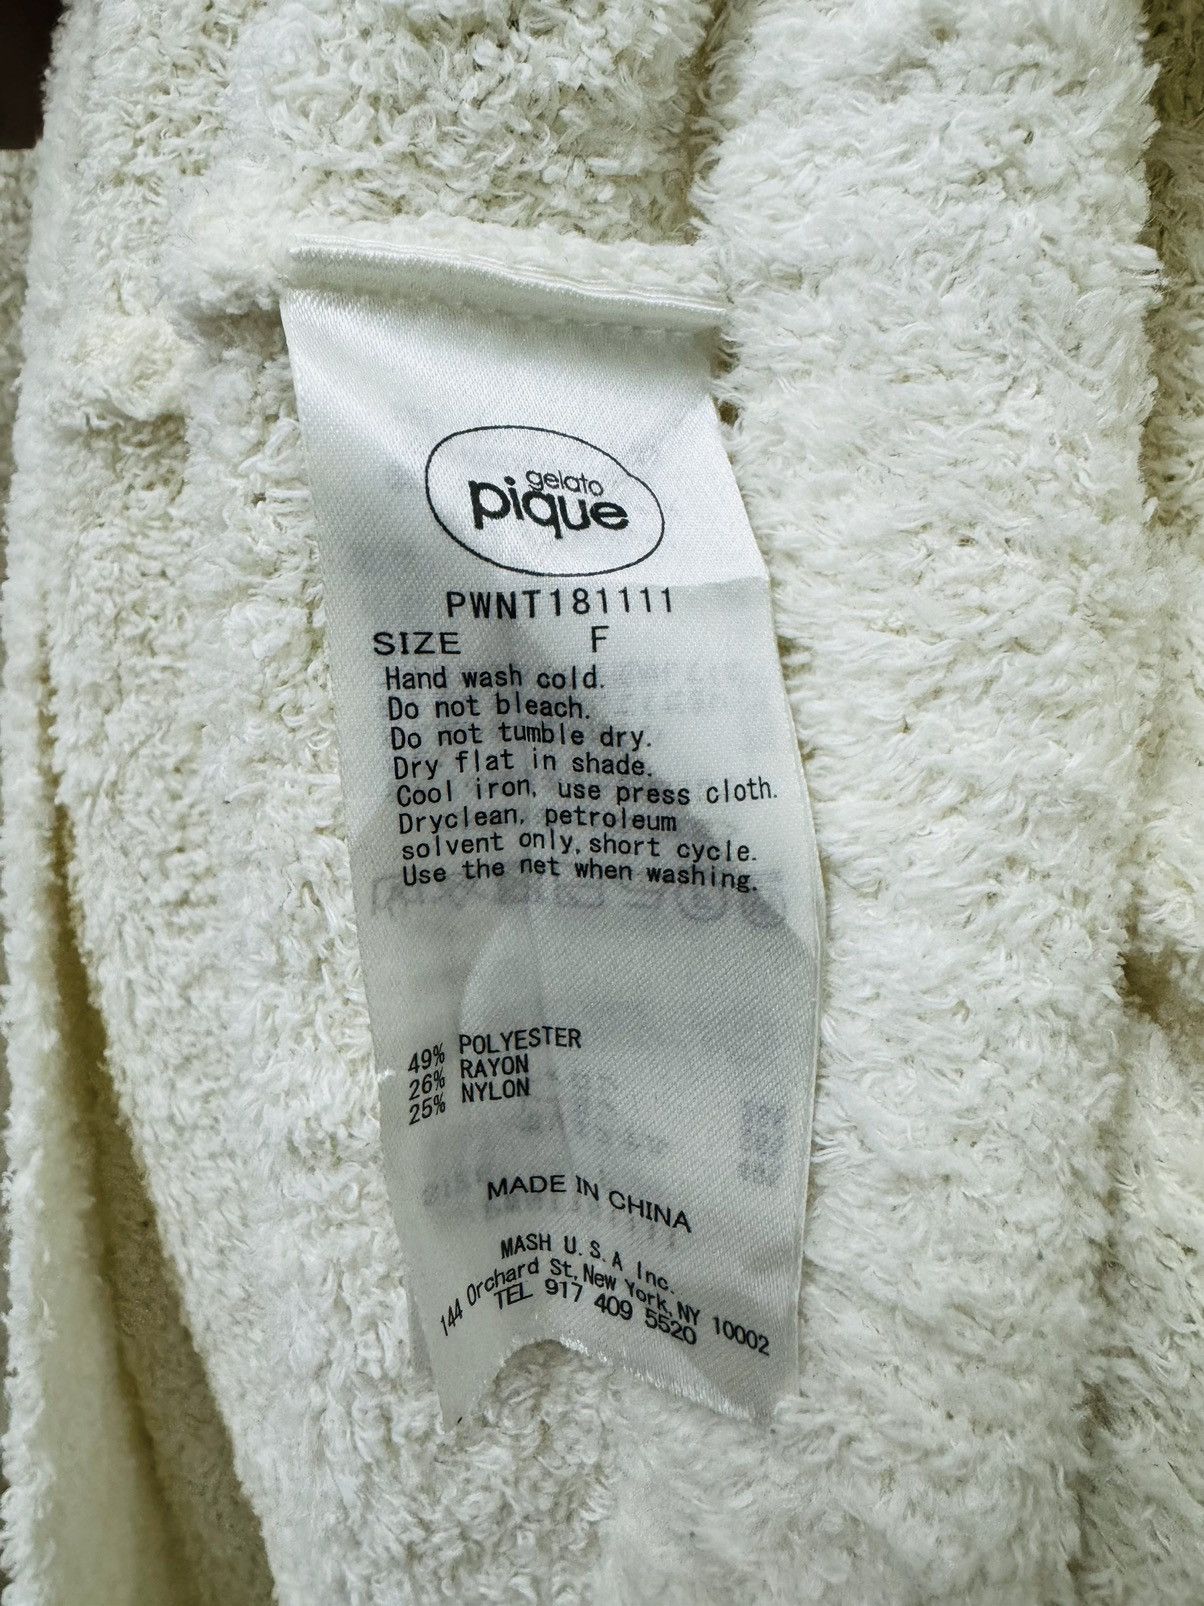 gelato
pique
PWNT181111
SIZE F
Hand wash cold.
Do not bleach.
Do not tumble dry.
Dry flat in shade.
Cool iron, use press cloth.
Dryclean, petroleum
solvent only, short cycle.
Use the net when washing.
49% POLYESTER
26% RAYON
25% NYLON
MADE IN CHINA
MASH U.S.A Inc.
144 Orchard St, New York, NY 10002
TEL 917 409 5520